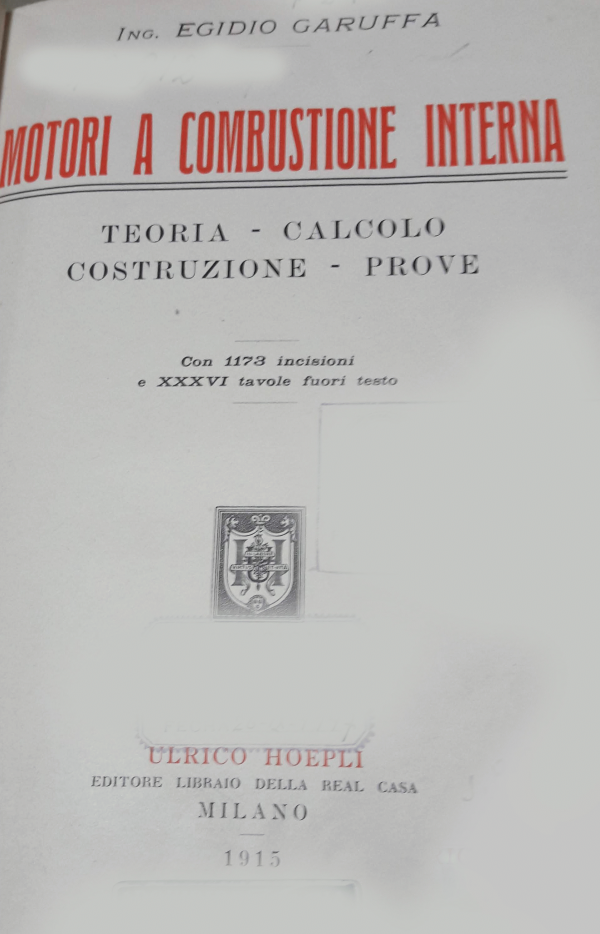 ING. EGIDIO GARUFFA
MOTORI A COMBUSTIONE INTERNA
TEORIA - CALCOLO
COSTRUZIONE - PROVE
Con 1173 incisioni
e XXXVI tavole fuori testo
ULRICO HOEPLI
EDITORE LIBRAIO DELLA REAL CASA
MILANO
1915